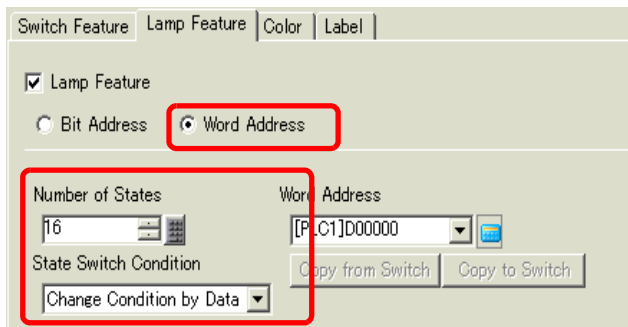 Switch Feature Lamp Feature Color Label
Lamp Feature
Bit Address Word Address
Number of States Word Address
16 [PLC1]D00000
State Switch Condition Copy from Switch Copy to Switch
Change Condition by Data